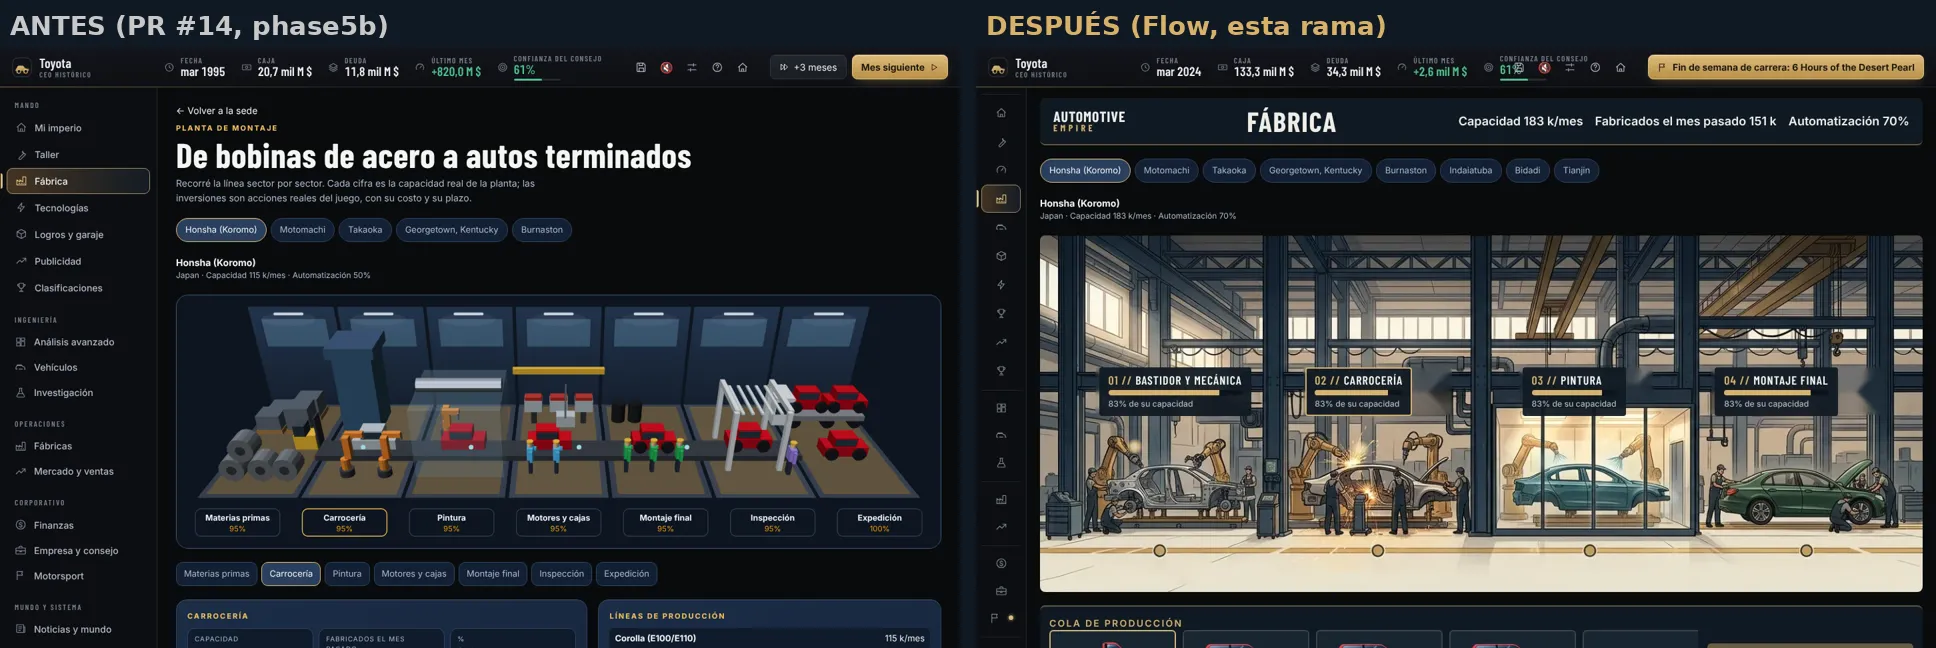 ANTES (PR #14, phase5b)
Toyota
CEO HISTÓRICO
FECHA
mar 1995
CAJA
20,7 mil M $
DEUDA
11,8 mil M $
ÚLTIMO MES
+820,0 M $
CONFIANZA DEL CONSEJO
61%
+3 meses
Mes siguiente
MANDO
Mi imperio
Taller
Fábrica
Tecnologías
Logros y garaje
Publicidad
Clasificaciones
INGENIERÍA
Análisis avanzado
Vehículos
Investigación
OPERACIONES
Fábricas
Mercado y ventas
CORPORATIVO
Finanzas
Empresa y consejo
Motorsport
MUNDO Y SISTEMA
Noticias y mundo
← Volver a la sede
PLANTA DE MONTAJE
De bobinas de acero a autos terminados
Recorré la línea sector por sector. Cada cifra es la capacidad real de la planta; las
inversiones son acciones reales del juego, con su costo y su plazo.
Honsha (Koromo)
Motomachi
Takaoka
Georgetown, Kentucky
Burnaston
Honsha (Koromo)
Japan · Capacidad 115 k/mes · Automatización 50%
Materias primas
95%
Carrocería
95%
Pintura
95%
Motores y cajas
95%
Montaje final
95%
Inspección
95%
Expedición
100%
Materias primas
Carrocería
Pintura
Motores y cajas
Montaje final
Inspección
Expedición
CARROCERÍA
CAPACIDAD
FABRICADOS EL MES
%
LÍNEAS DE PRODUCCIÓN
Corolla (E100/E110)
115 k/mes
DESPUÉS (Flow, esta rama)
Toyota
CEO HISTÓRICO
FECHA
mar 2024
CAJA
133,3 mil M $
DEUDA
34,3 mil M $
ÚLTIMO MES
+2,6 mil M $
CONFIANZA DEL CONSEJO
61%
Fin de semana de carrera: 6 Hours of the Desert Pearl
AUTOMOTIVE
EMPIRE
FÁBRICA
Capacidad 183 k/mes
Fabricados el mes pasado 151 k
Automatización 70%
Honsha (Koromo)
Motomachi
Takaoka
Georgetown, Kentucky
Burnaston
Indaiatuba
Bidadi
Tianjin
Honsha (Koromo)
Japan · Capacidad 183 k/mes · Automatización 70%
01 // BASTIDOR Y MECÁNICA
83% de su capacidad
02 // CARROCERÍA
83% de su capacidad
03 // PINTURA
83% de su capacidad
04 // MONTAJE FINAL
83% de su capacidad
COLA DE PRODUCCIÓN